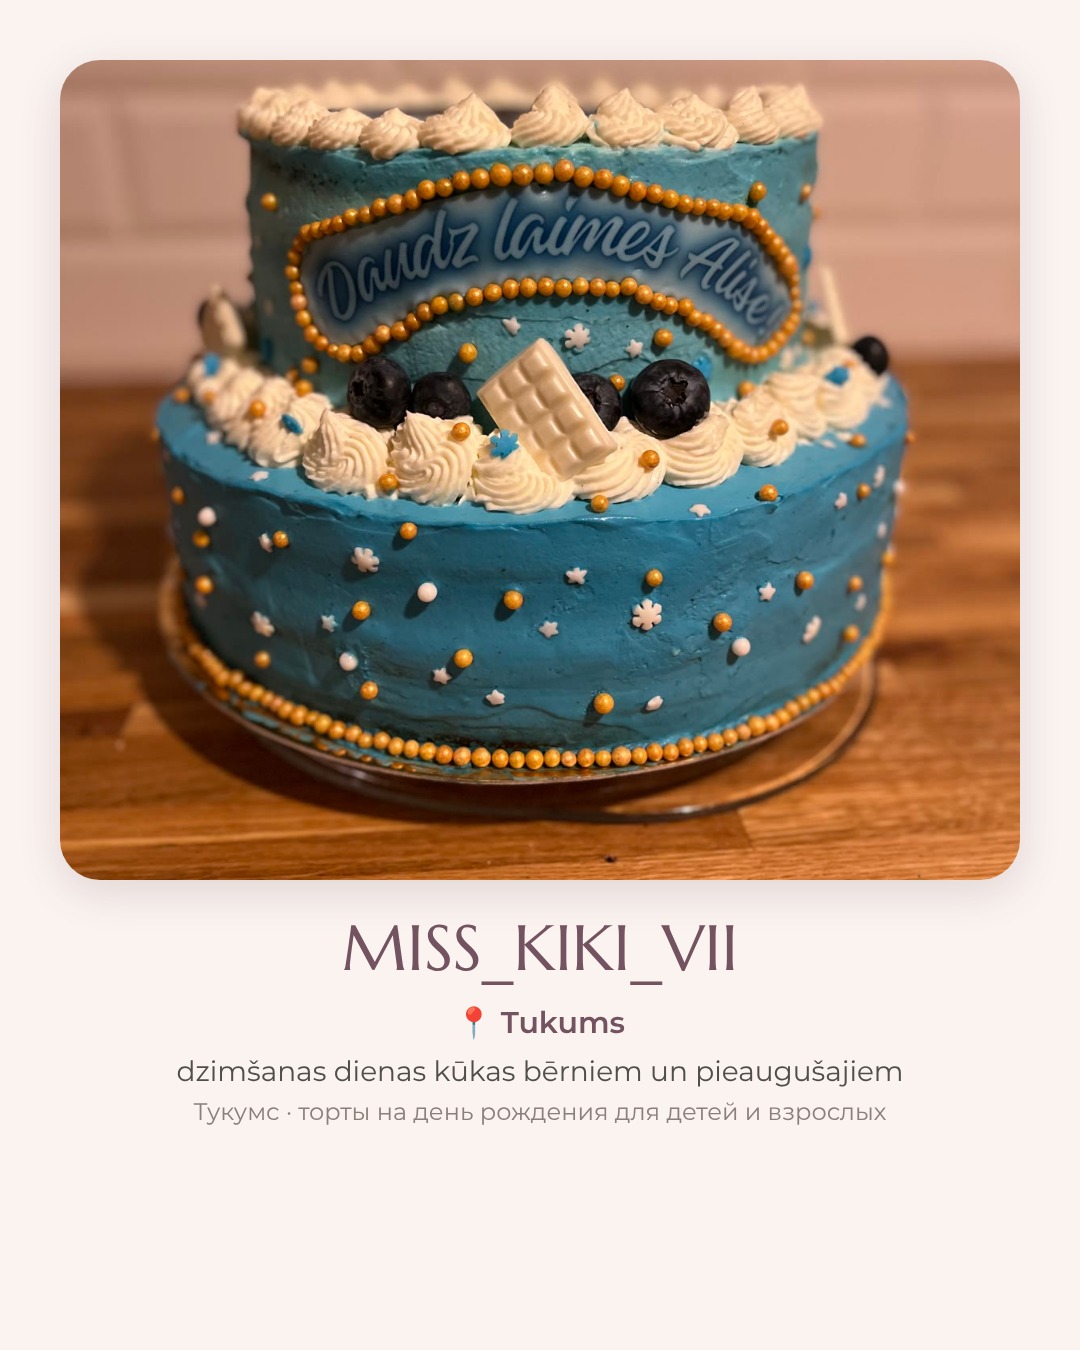 Daudz laimes Alise!
MISS_KIKI_VII
📍 Tukums
dzimšanas dienas kūkas bērniem un pieaugušajiem
Тукумс · торты на день рождения для детей и взрослых